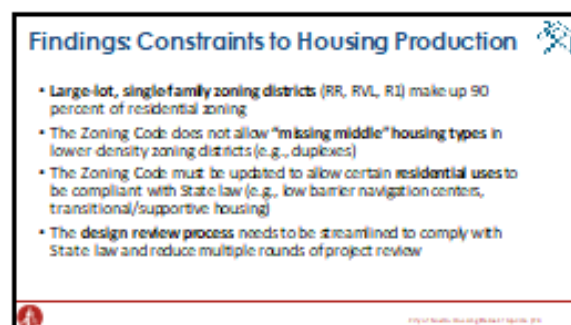 Findings: Constraints to Housing Production
• Large-lot, single family zoning districts (RR, RVL, R1) make up 90
percent of residential zoning
• The Zoning Code does not allow “missing middle” housing types in
lower-density zoning districts (e.g., duplexes)
• The Zoning Code must be updated to allow certain residential uses to
be compliant with State law (e.g., low barrier navigation centers,
transitional/supportive housing)
• The design review process needs to be streamlined to comply with
State law and reduce multiple rounds of project review